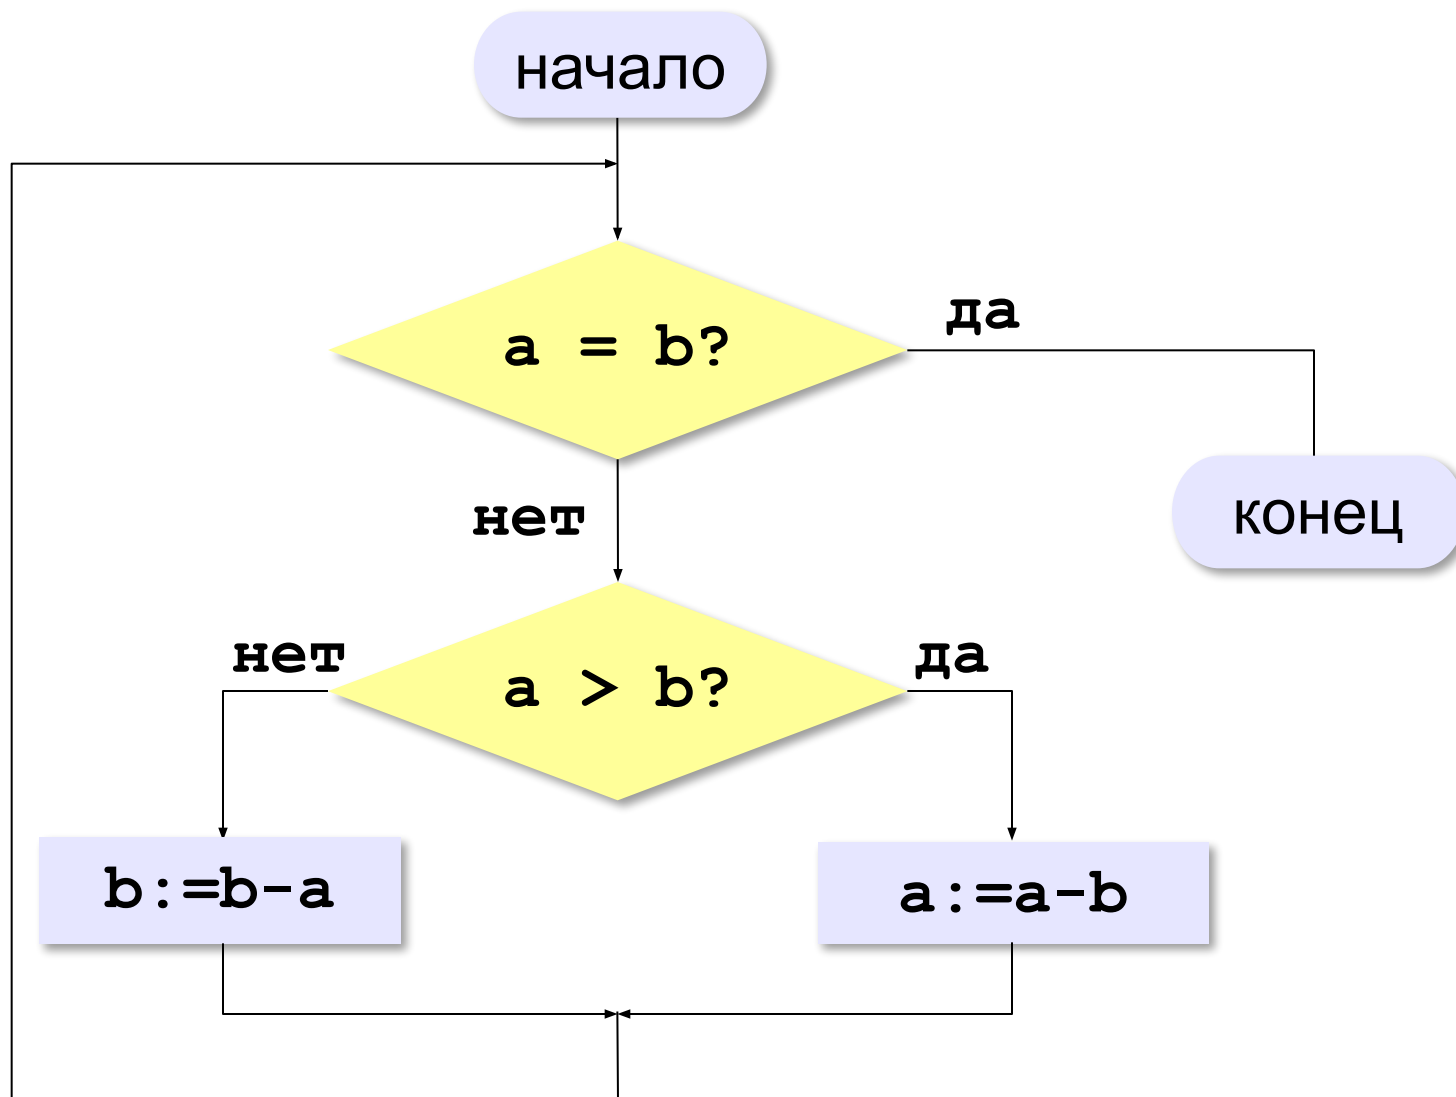 начало
a = b?
да
конец
нет
нет
a > b?
да
b:=b-a
a:=a-b